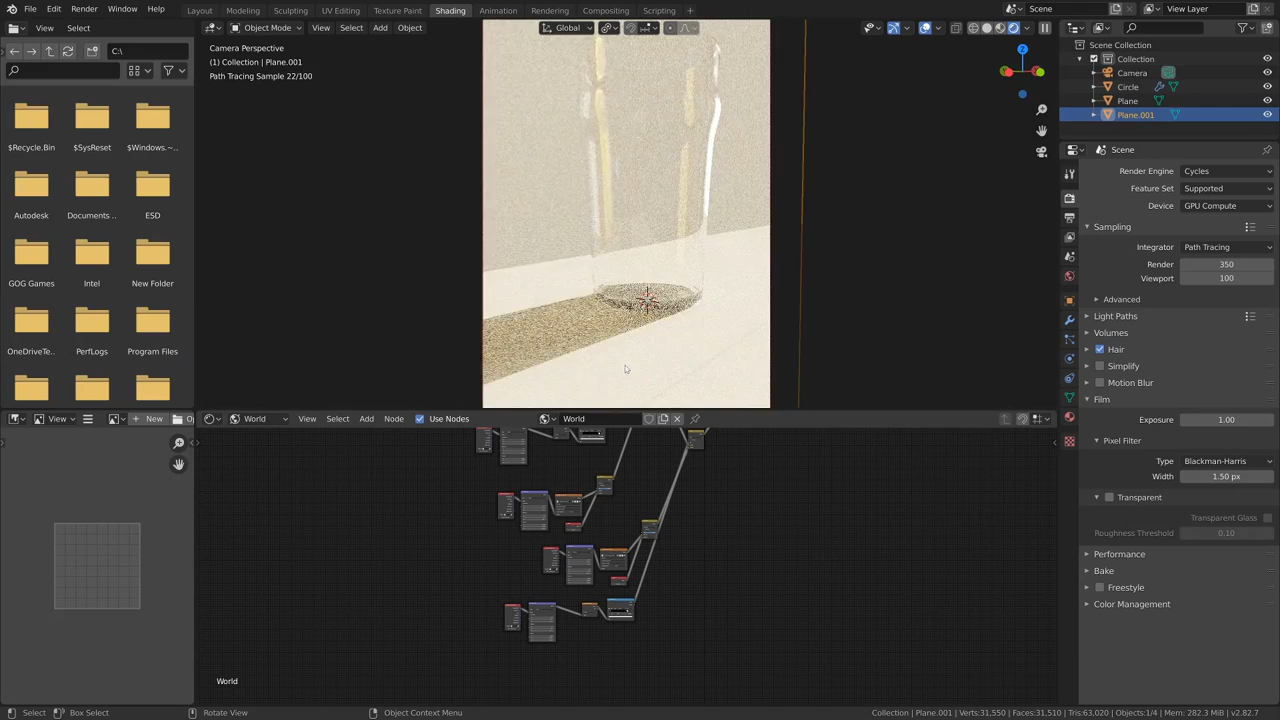 File Edit Render Window Help
Layout Modeling Sculpting UV Editing Texture Paint Shading Animation Rendering Compositing Scripting
Scene
View Layer
View Select
Object Mode
View Select Add Object
Global
C:\
Camera Perspective
(1) Collection | Plane.001
Path Tracing Sample 22/100
$Recycle.Bin
$SysReset
$Windows.~...
Autodesk
Documents ..
ESD
GOG Games
Intel
New Folder
OneDriveTe..
PerfLogs
Program Files
Scene Collection
Collection
Camera
Circle
Plane
Plane.001
Scene
Render Engine
Cycles
Feature Set
Supported
Device
GPU Compute
Sampling
Integrator
Path Tracing
Render
350
Viewport
100
Advanced
Light Paths
Volumes
Hair
Simplify
Motion Blur
Film
Exposure
1.00
Pixel Filter
Type
Blackman-Harris
Width
1.50 px
Transparent
Transparent Glass
Roughness Threshold
0.10
Performance
Bake
Freestyle
Color Management
View
New
World
View Select Add Node
Use Nodes
World
World
Select
Box Select
Rotate View
Object Context Menu
Collection | Plane.001 | Verts:31,550 | Faces:31,510 | Tris:63,020 | Objects:1/4 | Mem: 282.3 MiB | v2.82.7